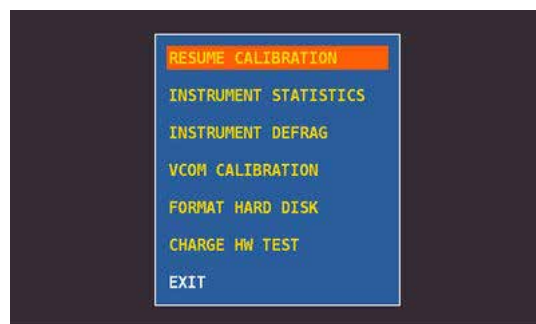 RESUME CALIBRATION
INSTRUMENT STATISTICS
INSTRUMENT DEFRAG
VCOM CALIBRATION
FORMAT HARD DISK
CHARGE HW TEST
EXIT